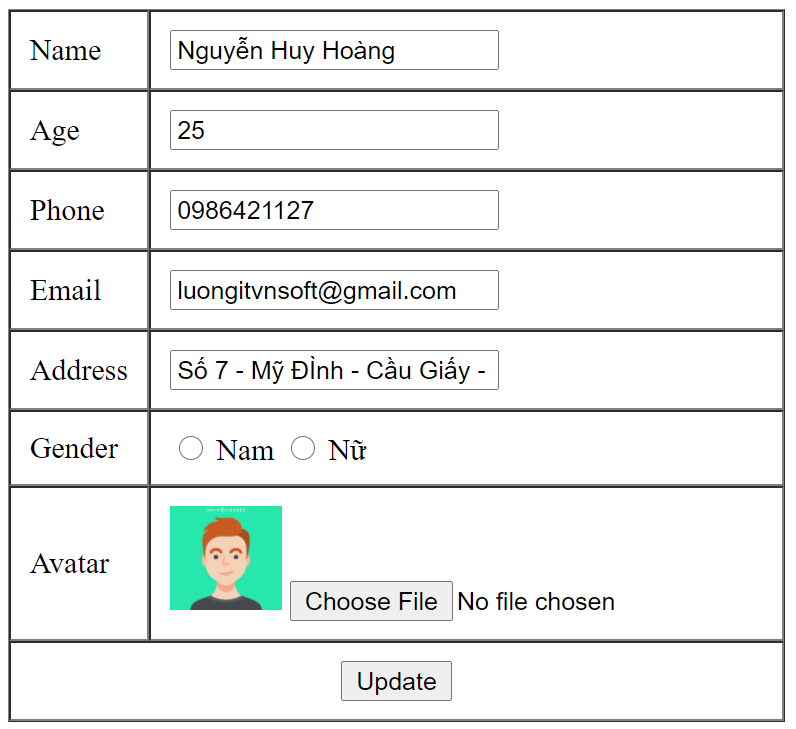 Name Nguyễn Huy Hoàng
Age 25
Phone 0986421127
Email luongitvnsoft@gmail.com
Address Số 7 - Mỹ ĐÌnh - Cầu Giấy -
Gender Nam Nữ
Avatar Choose File No file chosen
Update